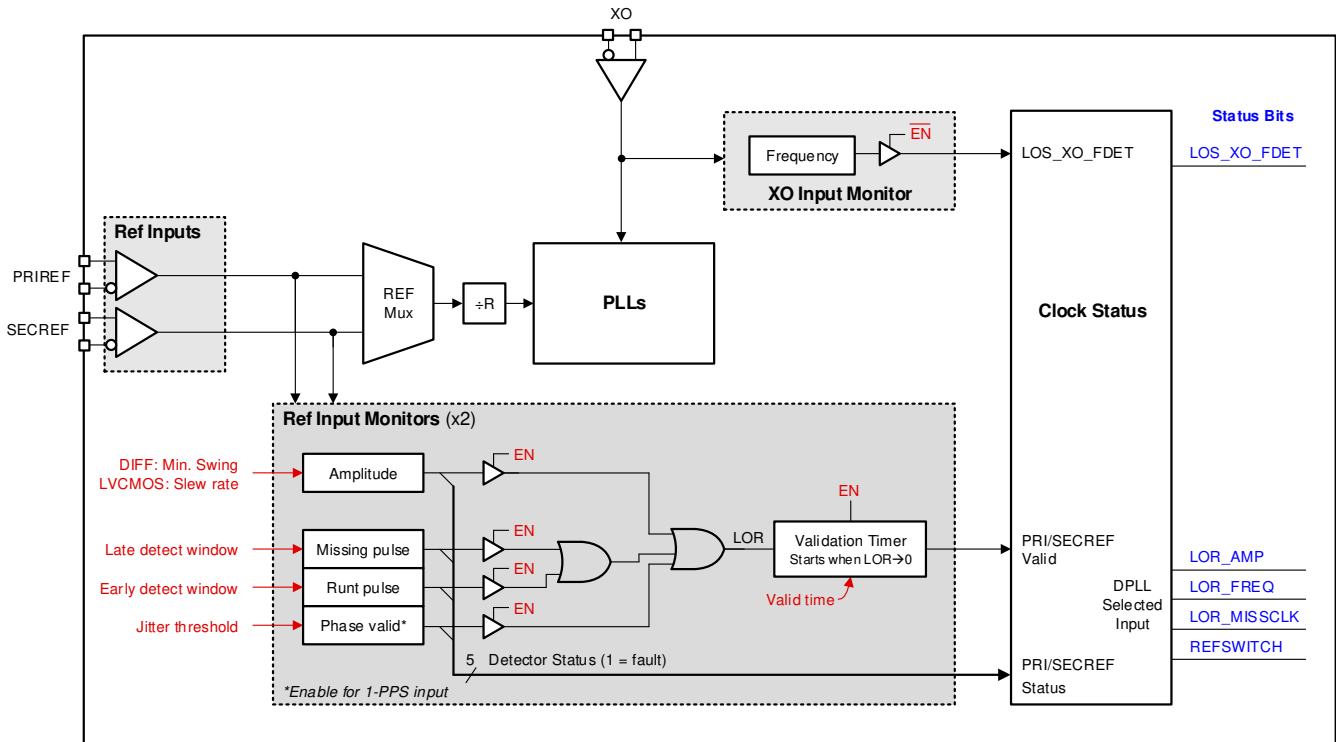 XO
Status Bits
EN
Frequency
LOS_XO_FDET
LOS_XO_FDET
XO Input Monitor
Ref Inputs
PRIREF
SECREF
REF
Mux
÷R
PLLs
Clock Status
Ref Input Monitors (x2)
DIFF: Min. Swing
LVCMOS: Slew rate
Amplitude
EN
EN
Late detect window
Missing pulse
EN
LOR
Validation Timer
Starts when LOR→0
PRI/SECREF
Valid
LOR_AMP
Early detect window
Runt pulse
EN
Valid time
DPLL
Selected
Input
LOR_FREQ
LOR_MISSCLK
REFSWITCH
Jitter threshold
Phase valid*
EN
5 Detector Status (1 = fault)
PRI/SECREF
Status
*Enable for 1-PPS input